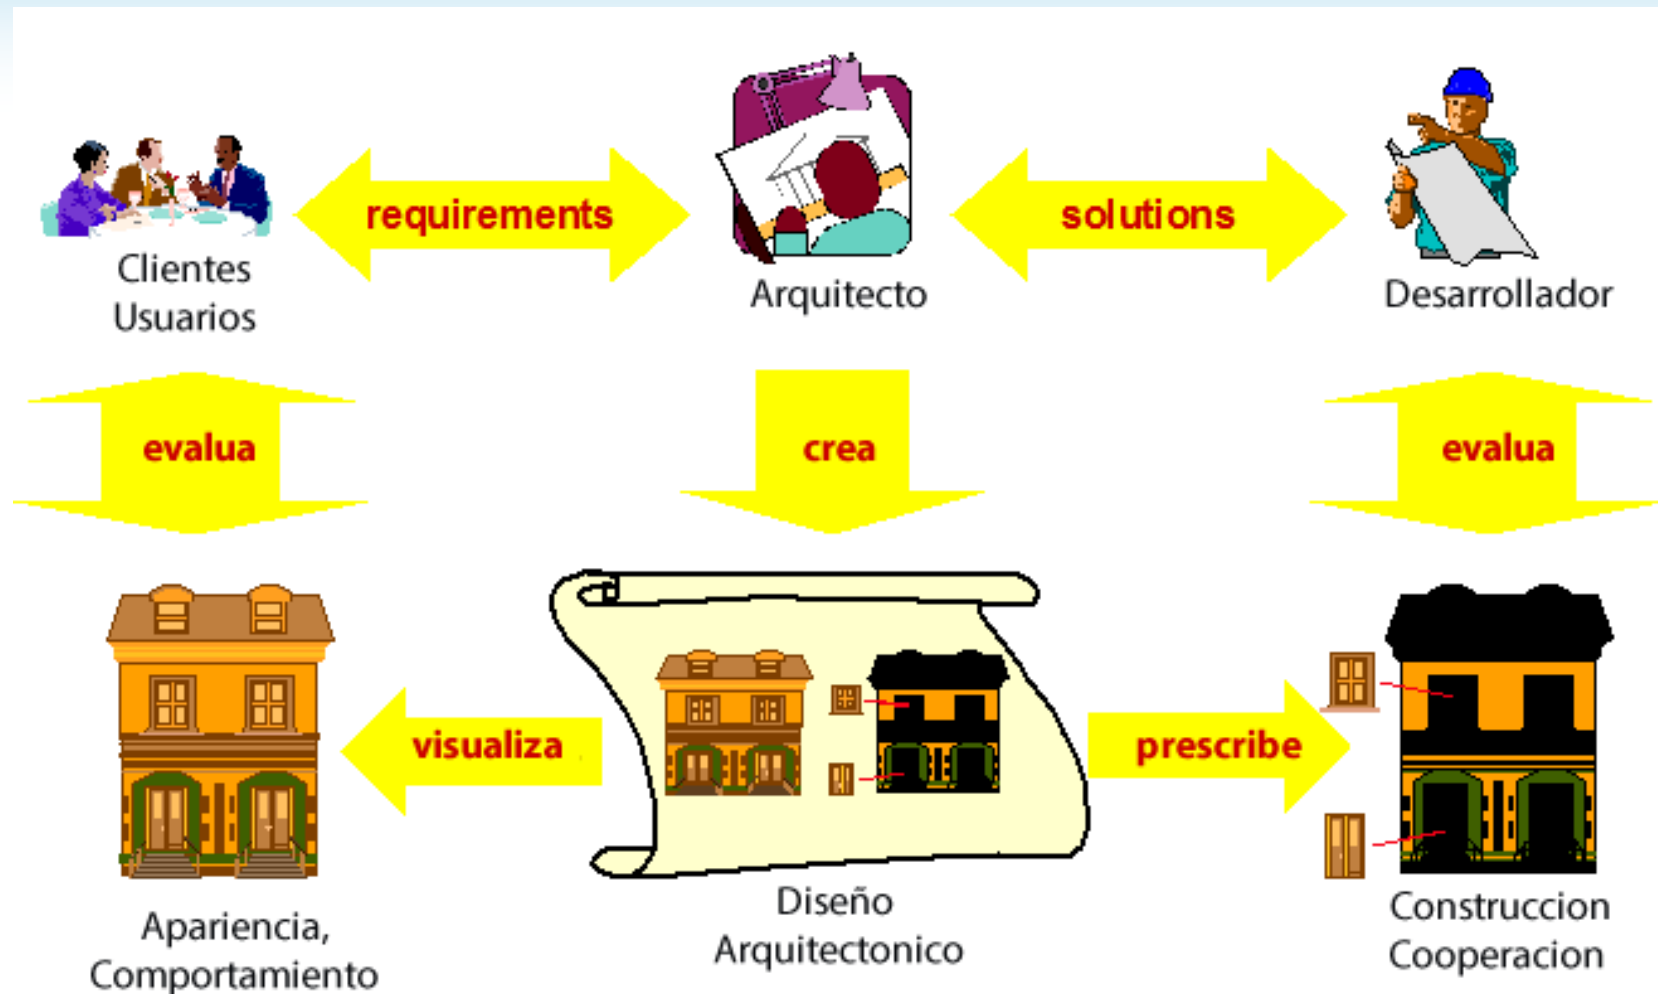 requirements
solutions
Clientes
Usuarios
Arquitecto
Desarrollador
evalua
crea
evalua
visualiza
prescribe
Apariencia,
Comportamiento
Diseño
Arquitectonico
Construccion
Cooperacion